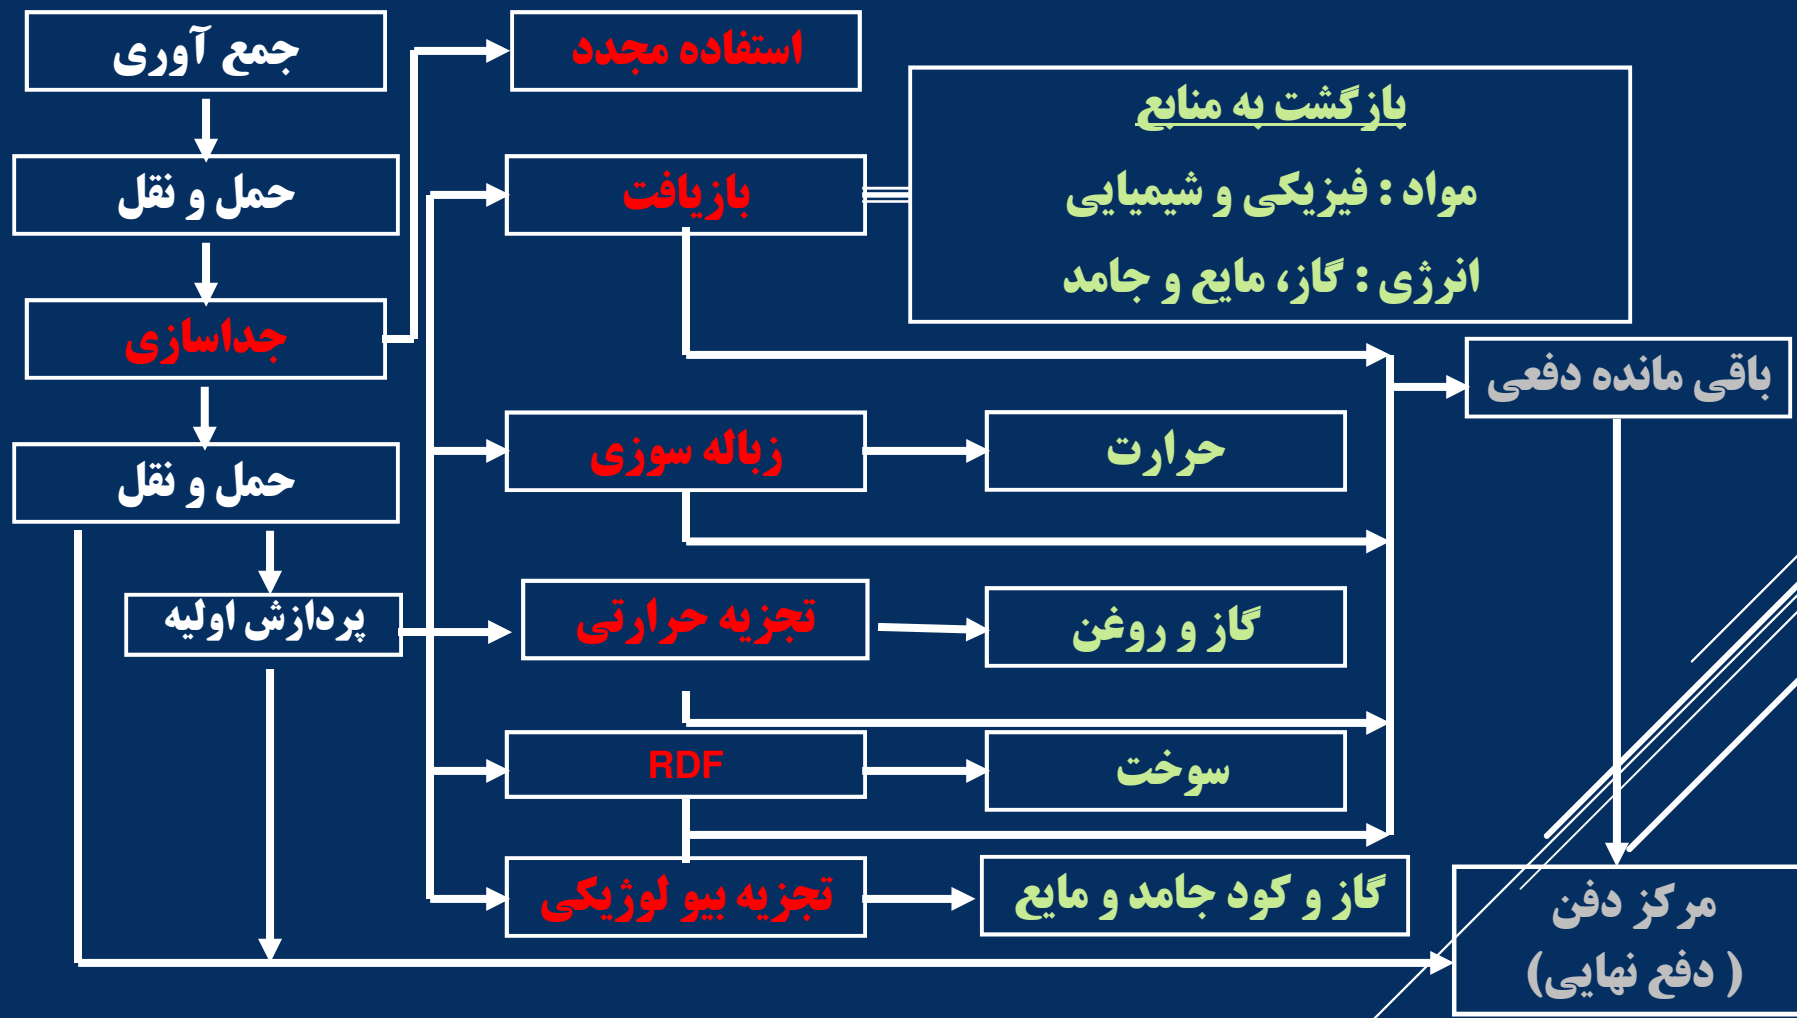 جمع آوری
استفاده مجدد
بازگشت به منابع
مواد : فیزیکی و شیمیایی
انرژی : گاز، مایع و جامد
حمل و نقل
بازیافت
جداسازی
باقی مانده دفعی
حمل و نقل
زباله سوزی
حرارت
پردازش اولیه
تجزیه حرارتی
گاز و روغن
RDF
سوخت
تجزیه بیو لوژیکی
گاز و کود جامد و مایع
مرکز دفن
( دفع نهایی)